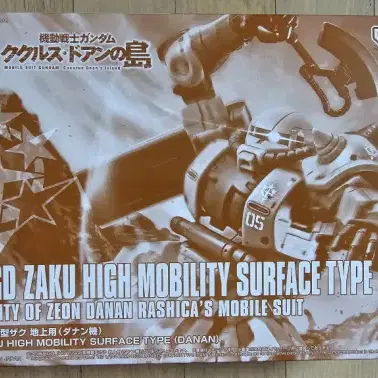 機動戦士ガンダム
ククルス・ドアンの島
MOBILE SUIT GUNDAM Cucuruz Doan's Island
05
ZAKU HIGH MOBILITY SURFACE TYPE
ITY OF ZEON DANAN RASHICA'S MOBILE SUIT
型ザク 地上用(ダナン機)
U HIGH MOBILITY SURFACE TYPE (DANAN)